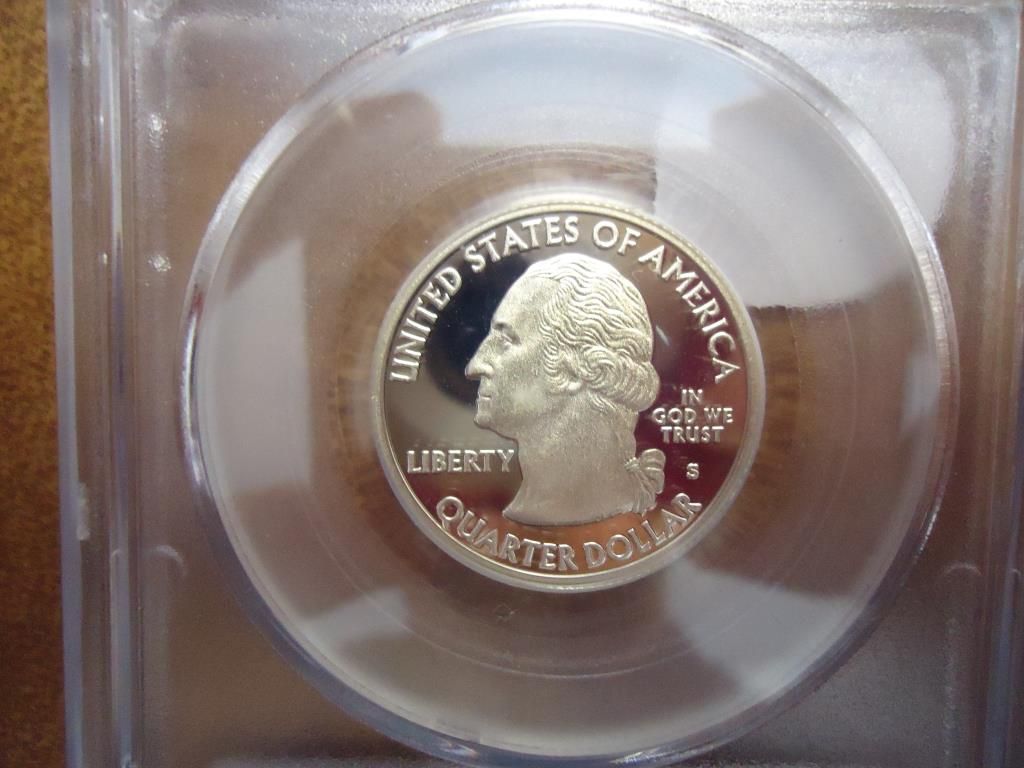 UNITED STATES OF AMERICA
IN
GOD WE
TRUST
LIBERTY
S
QUARTER DOLLAR